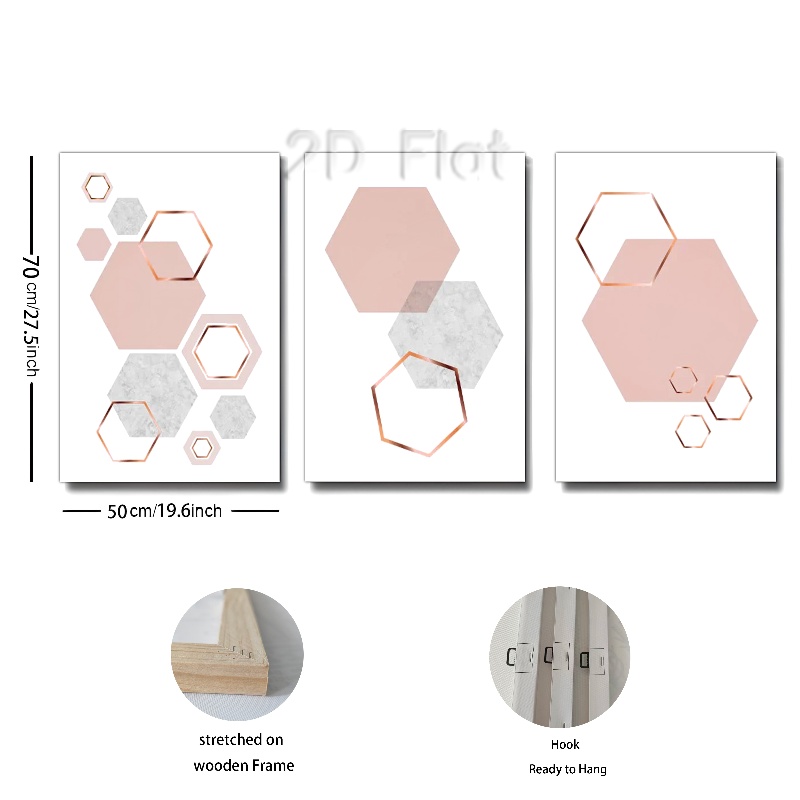 2D Flat
70 cm/27.5inch
50 cm/19.6inch
stretched on
wooden Frame
Hook
Ready to Hang